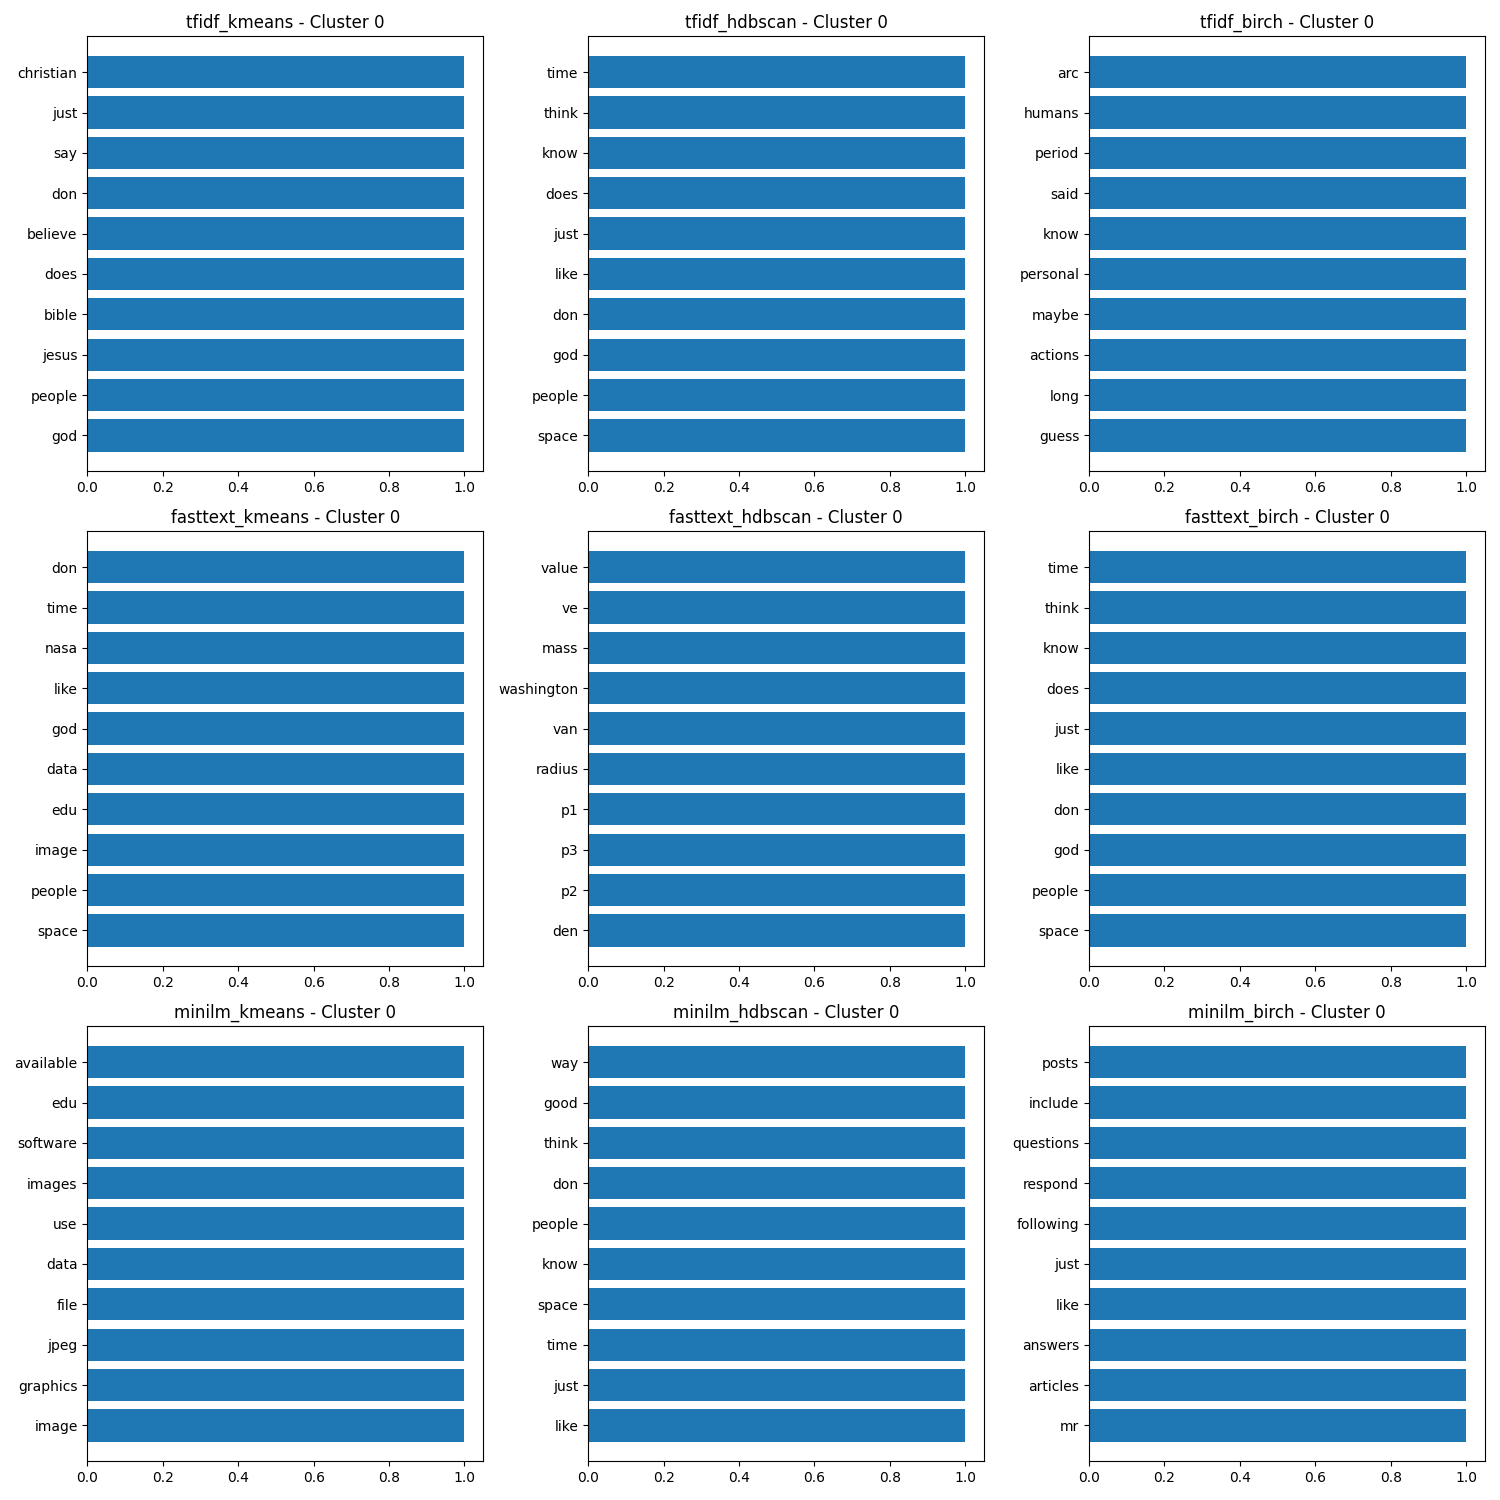 tfidf_kmeans - Cluster 0
christian
just
say
don
believe
does
bible
jesus
people
god
0.0 0.2 0.4 0.6 0.8 1.0
tfidf_hdbscan - Cluster 0
time
think
know
does
just
like
don
god
people
space
0.0 0.2 0.4 0.6 0.8 1.0
tfidf_birch - Cluster 0
arc
humans
period
said
know
personal
maybe
actions
long
guess
0.0 0.2 0.4 0.6 0.8 1.0
fasttext_kmeans - Cluster 0
don
time
nasa
like
god
data
edu
image
people
space
0.0 0.2 0.4 0.6 0.8 1.0
fasttext_hdbscan - Cluster 0
value
ve
mass
washington
van
radius
p1
p3
p2
den
0.0 0.2 0.4 0.6 0.8 1.0
fasttext_birch - Cluster 0
time
think
know
does
just
like
don
god
people
space
0.0 0.2 0.4 0.6 0.8 1.0
minilm_kmeans - Cluster 0
available
edu
software
images
use
data
file
jpeg
graphics
image
0.0 0.2 0.4 0.6 0.8 1.0
minilm_hdbscan - Cluster 0
way
good
think
don
people
know
space
time
just
like
0.0 0.2 0.4 0.6 0.8 1.0
minilm_birch - Cluster 0
posts
include
questions
respond
following
just
like
answers
articles
mr
0.0 0.2 0.4 0.6 0.8 1.0